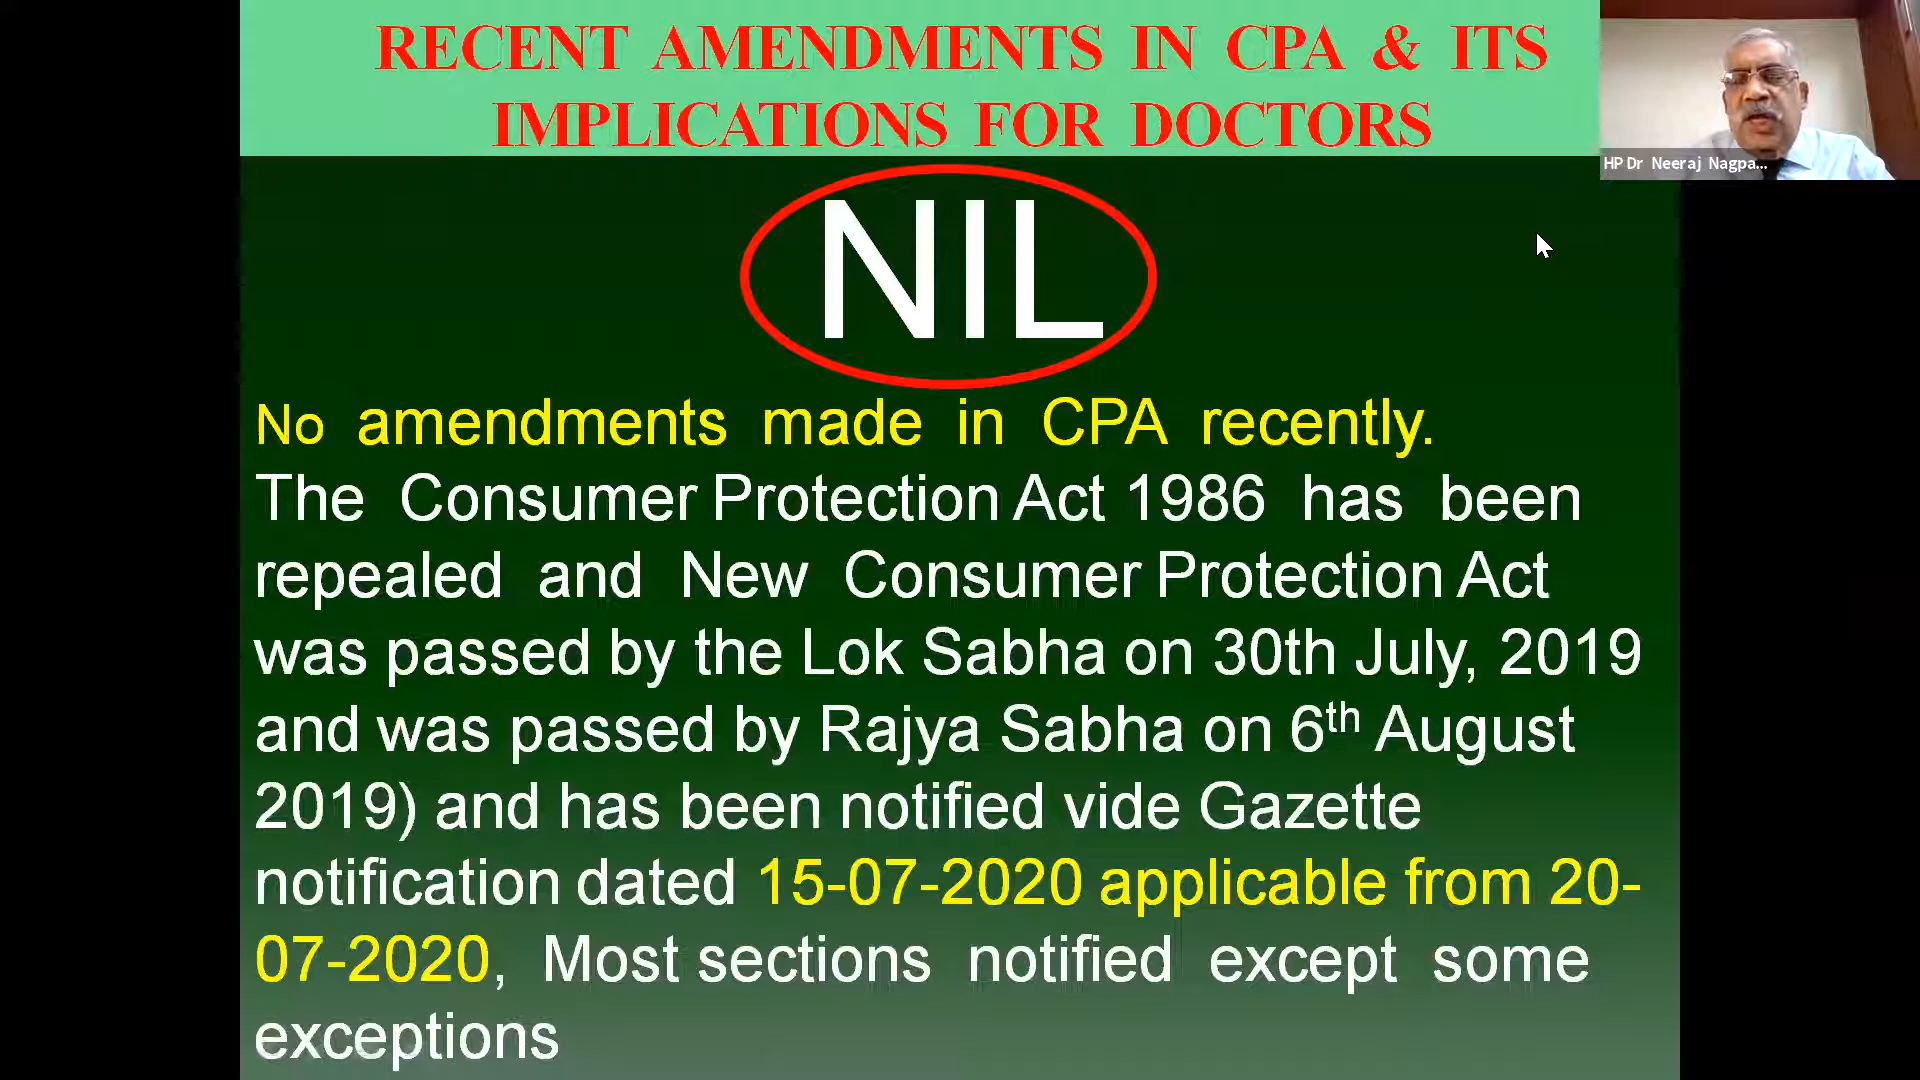 RECENT AMENDMENTS IN CPA & ITS
IMPLICATIONS FOR DOCTORS
HP Dr Neeraj Nagpa...
NIL
No amendments made in CPA recently.
The Consumer Protection Act 1986 has been
repealed and New Consumer Protection Act
was passed by the Lok Sabha on 30th July, 2019
and was passed by Rajya Sabha on 6th August
2019) and has been notified vide Gazette
notification dated 15-07-2020 applicable from 20-
07-2020, Most sections notified except some
exceptions